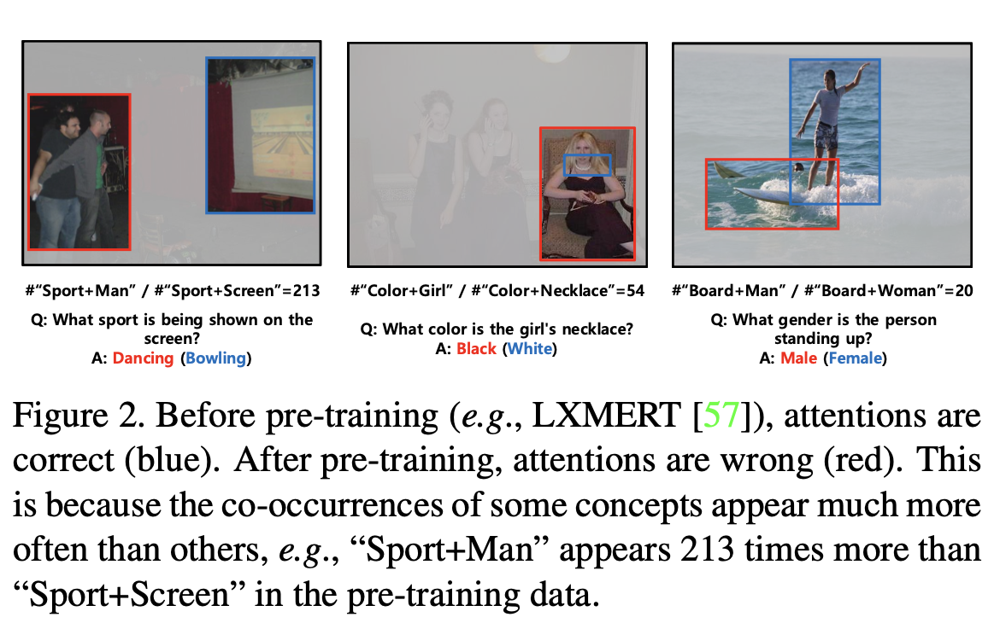 #“Sport+Man” / #“Sport+Screen”=213
Q: What sport is being shown on the
screen?
A: Dancing (Bowling)
#“Color+Girl” / #“Color+Necklace”=54
Q: What color is the girl's necklace?
A: Black (White)
#“Board+Man” / #“Board+Woman”=20
Q: What gender is the person
standing up?
A: Male (Female)
Figure 2. Before pre-training (e.g., LXMERT [57]), attentions are
correct (blue). After pre-training, attentions are wrong (red). This
is because the co-occurrences of some concepts appear much more
often than others, e.g., “Sport+Man” appears 213 times more than
“Sport+Screen” in the pre-training data.